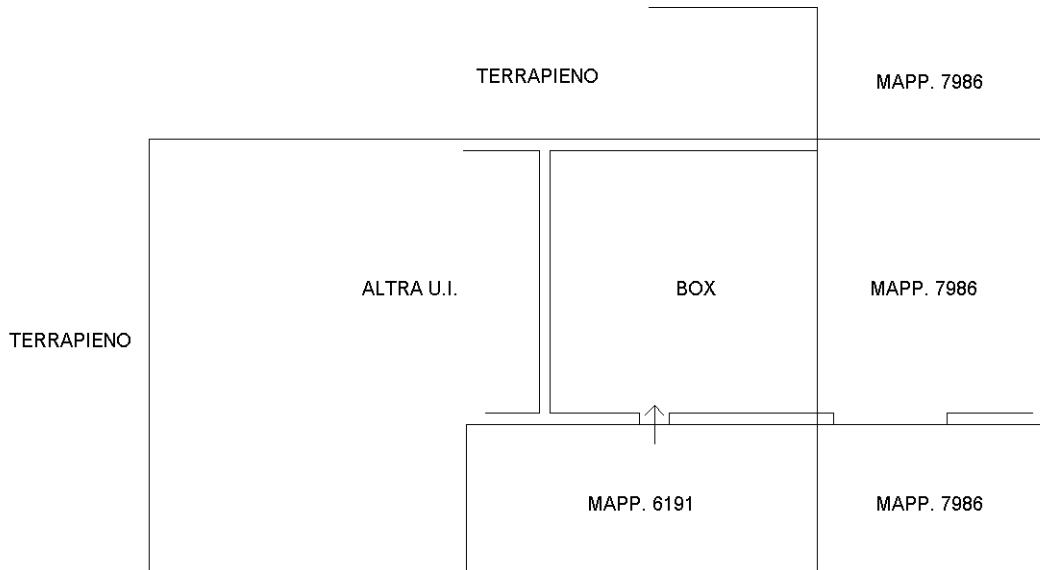 TERRAPIENO
MAPP. 7986
ALTRA U.I.
BOX
MAPP. 7986
TERRAPIENO
MAPP. 6191
MAPP. 7986